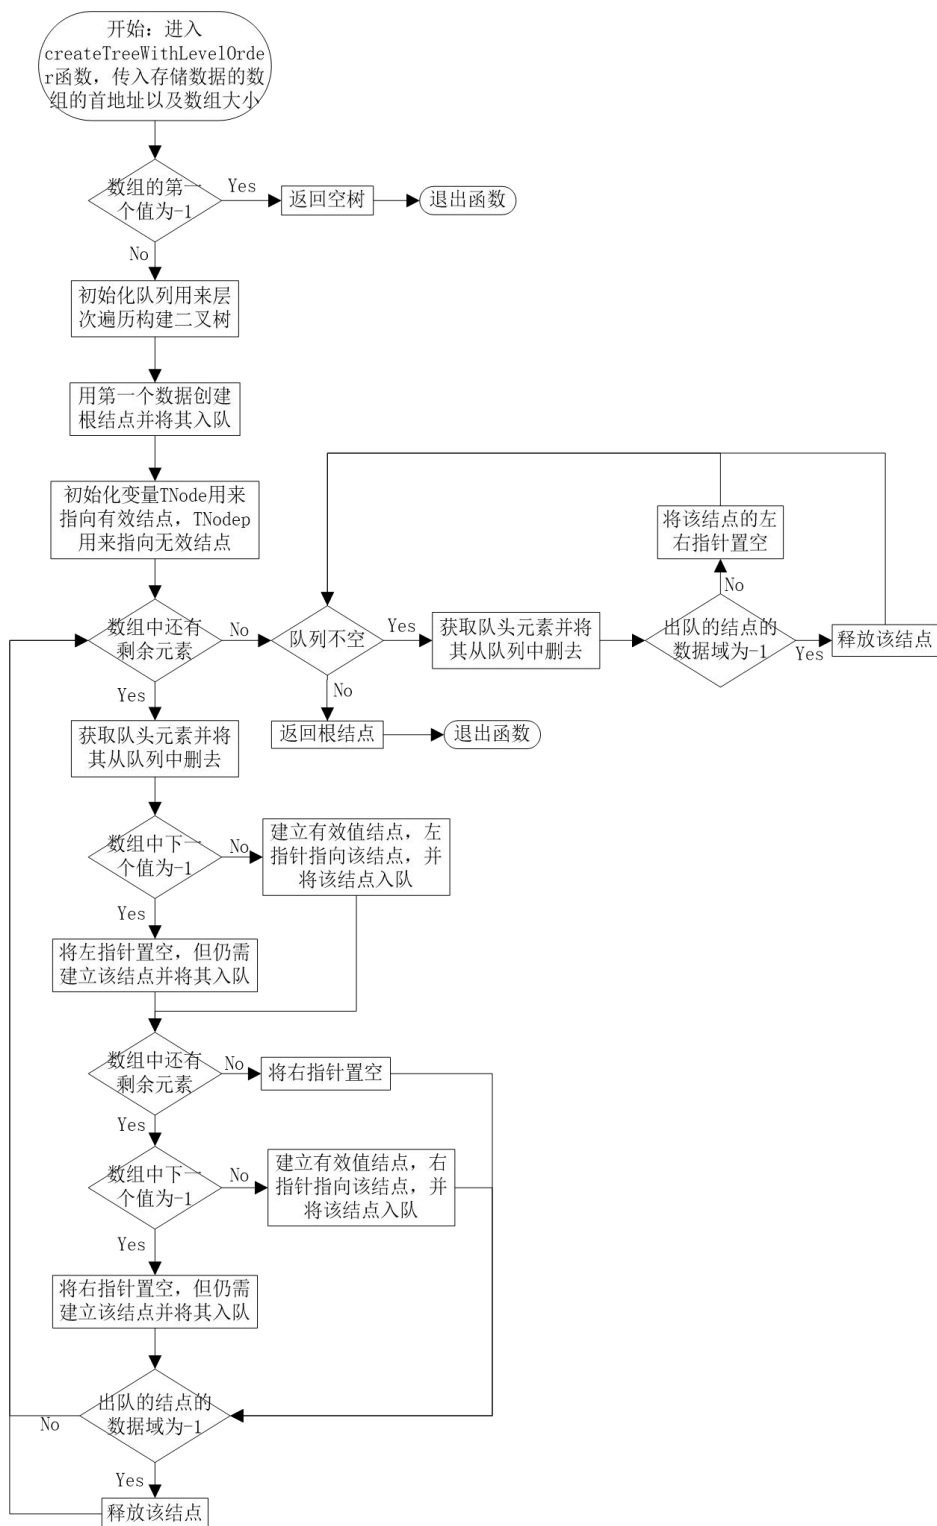 开始：进入
createTreeWithLevelOrde
r函数，传入存储数据的数
组的首地址以及数组大小
数组的第一
个值为-1
Yes
返回空树
退出函数
No
初始化队列用来层
次遍历构建二叉树
用第一个数据创建
根结点并将其入队
初始化变量TNode用来
指向有效结点，TNodep
用来指向无效结点
将该结点的左
右指针置空
No
数组中还有
剩余元素
No
队列不空
Yes
获取队头元素并将
其从队列中删去
出队的结点的
数据域为-1
Yes
释放该结点
Yes
No
获取队头元素并将
其从队列中删去
返回根结点
退出函数
数组中下一
个值为-1
No
建立有效值结点，左
指针指向该结点，并
将该结点入队
Yes
将左指针置空，但仍需
建立该结点并将其入队
数组中还有
剩余元素
No
将右指针置空
Yes
数组中下一
个值为-1
No
建立有效值结点，右
指针指向该结点，并
将该结点入队
Yes
将右指针置空，但仍需
建立该结点并将其入队
出队的结点的
数据域为-1
No
Yes
释放该结点